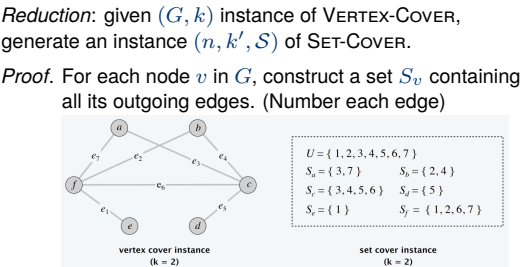 Reduction: given (G, k) instance of VERTEX-COVER,
generate an instance (n, k′, S) of SET-COVER.
Proof. For each node v in G, construct a set Sv containing
all its outgoing edges. (Number each edge)
a
b
e7
e2
e3
e4
f
e6
c
e1
e5
e
d
vertex cover instance
(k = 2)
U = { 1, 2, 3, 4, 5, 6, 7 }
Sa = { 3, 7 } Sb = { 2, 4 }
Sc = { 3, 4, 5, 6 } Sd = { 5 }
Se = { 1 } Sf = { 1, 2, 6, 7 }
set cover instance
(k = 2)